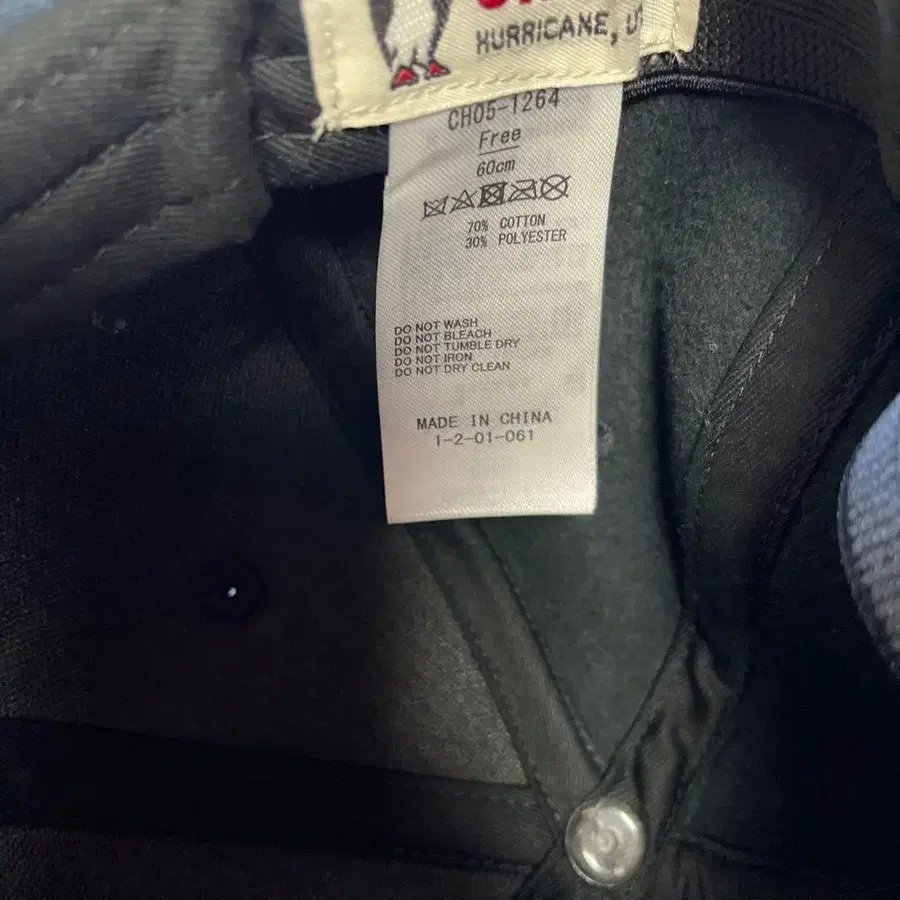 HURRICANE, U
CH05-1264
Free
60cm
70% COTTON
30% POLYESTER
DO NOT WASH
DO NOT BLEACH
DO NOT TUMBLE DRY
DO NOT IRON
DO NOT DRY CLEAN
MADE IN CHINA
1-2-01-061